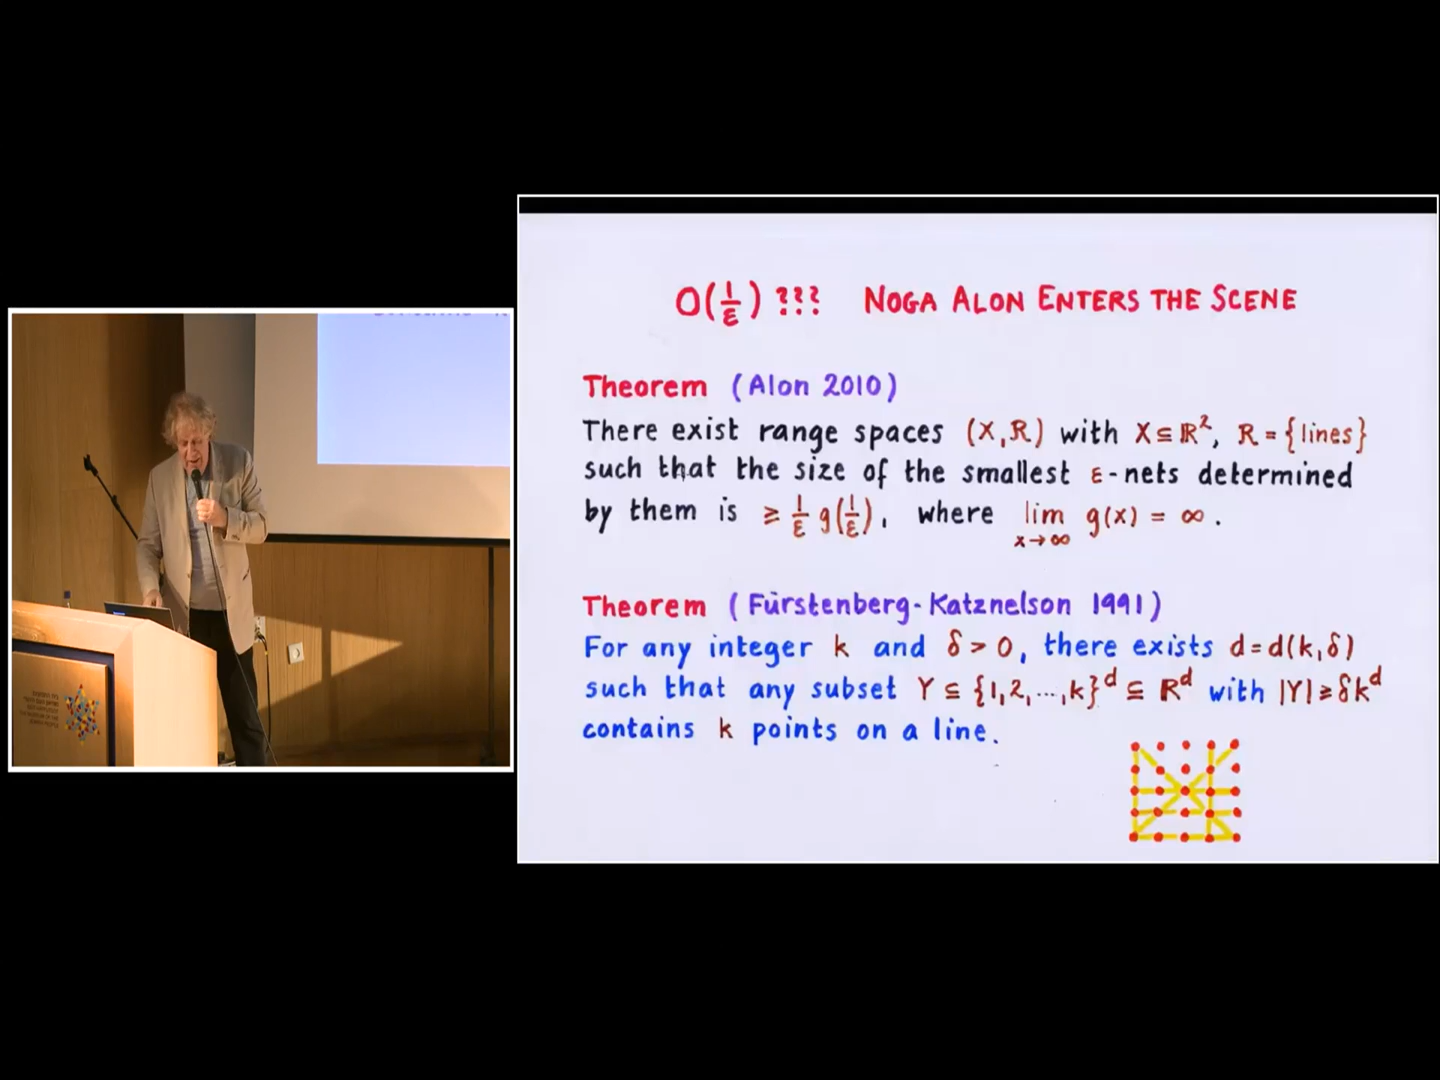 O(1/ε) ??? NOGA ALON ENTERS THE SCENE
Theorem (Alon 2010)
There exist range spaces (X,R) with X⊆ℝ², R={lines}
such that the size of the smallest ε-nets determined
by them is ≥ 1/ε g(1/ε), where lim g(x) = ∞.
x→∞
Theorem (Fürstenberg-Katznelson 1991)
For any integer k and δ>0, there exists d=d(k,δ)
such that any subset Y⊆{1,2,...,k}ᵈ ⊆ Rᵈ with |Y|≥δkᵈ
contains k points on a line.